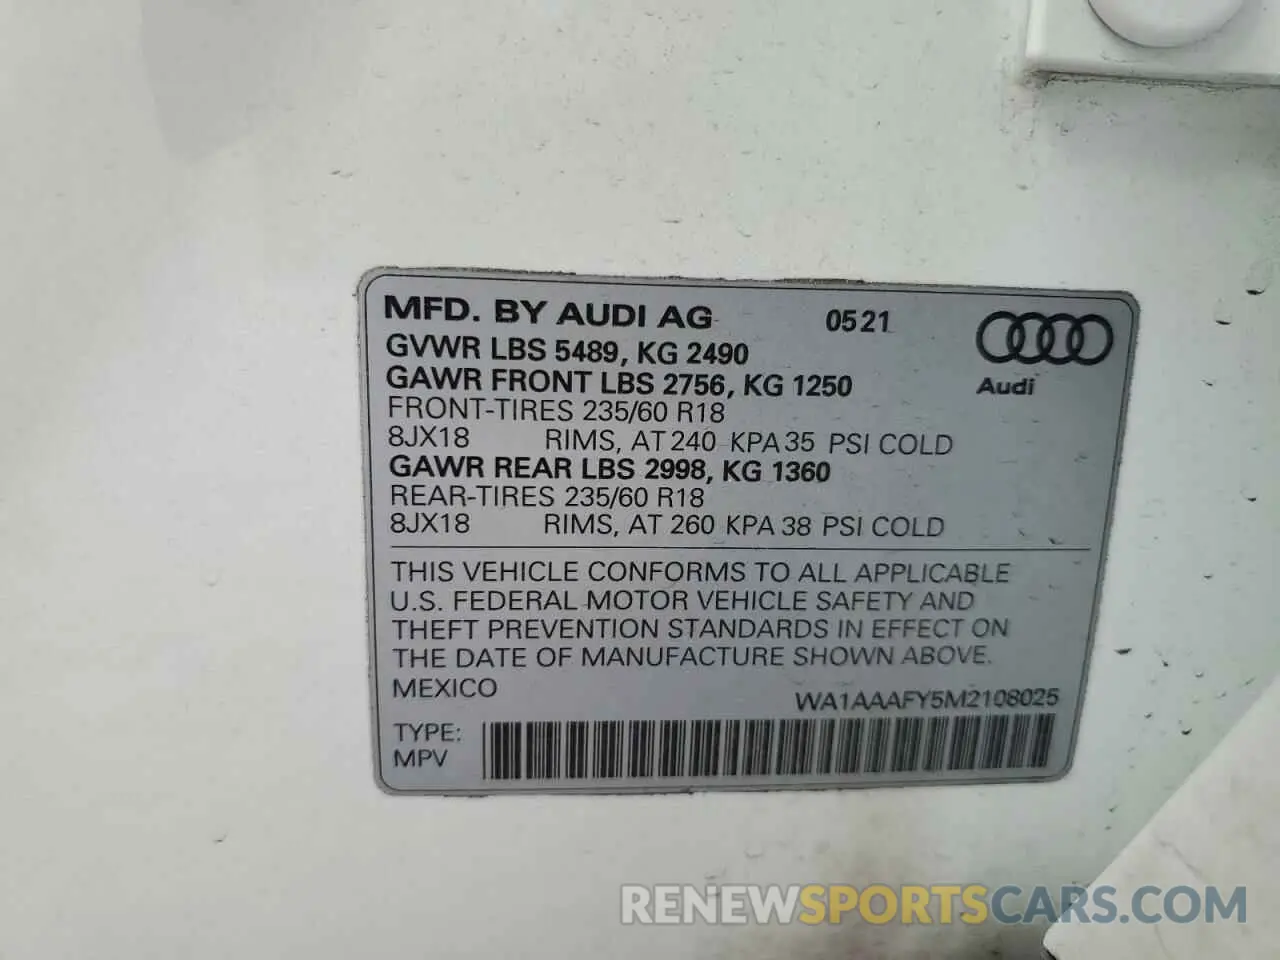 MFD. BY AUDI AG 0521
GVWR LBS 5489, KG 2490
GAWR FRONT LBS 2756, KG 1250
Audi
FRONT-TIRES 235/60 R18
8JX18 RIMS, AT 240 KPA 35 PSI COLD
GAWR REAR LBS 2998, KG 1360
REAR-TIRES 235/60 R18
8JX18 RIMS, AT 260 KPA 38 PSI COLD
THIS VEHICLE CONFORMS TO ALL APPLICABLE
U.S. FEDERAL MOTOR VEHICLE SAFETY AND
THEFT PREVENTION STANDARDS IN EFFECT ON
THE DATE OF MANUFACTURE SHOWN ABOVE.
MEXICO WA1AAAFY5M2108025
TYPE:
MPV
RENEWSPORTSCARS.COM